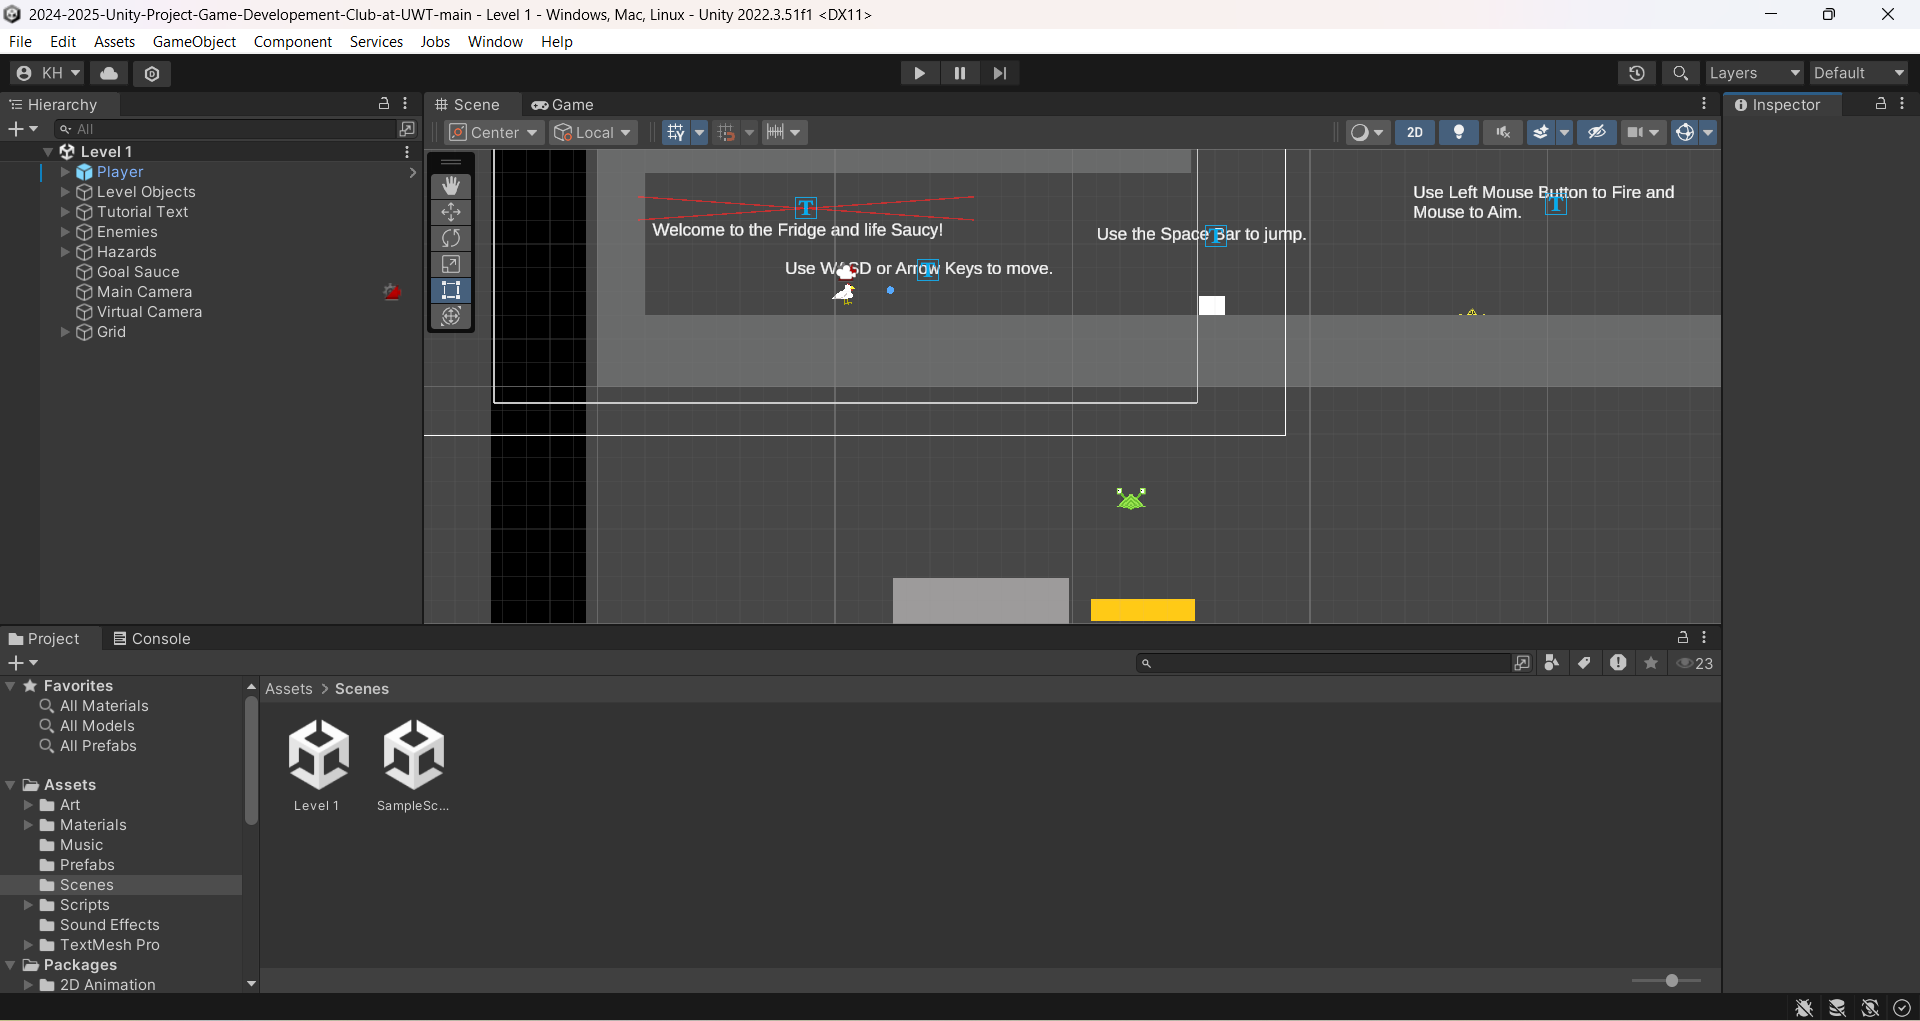 2024-2025-Unity-Project-Game-Developement-Club-at-UWT-main - Level 1 - Windows, Mac, Linux - Unity 2022.3.51f1 <DX11>
File Edit Assets GameObject Component Services Jobs Window Help
KH Layers Default
Hierarchy
All
Level 1
Player
Level Objects
Tutorial Text
Enemies
Hazards
Goal Sauce
Main Camera
Virtual Camera
Grid
Scene Game
Center Local 2D
Welcome to the Fridge and life Saucy!
Use WASD or Arrow Keys to move.
Use the Space Bar to jump.
Use Left Mouse Button to Fire and
Mouse to Aim.
Inspector
Project Console
23
Favorites
All Materials
All Models
All Prefabs
Assets
Art
Materials
Music
Prefabs
Scenes
Scripts
Sound Effects
TextMesh Pro
Packages
2D Animation
Assets > Scenes
Level 1
SampleSc...